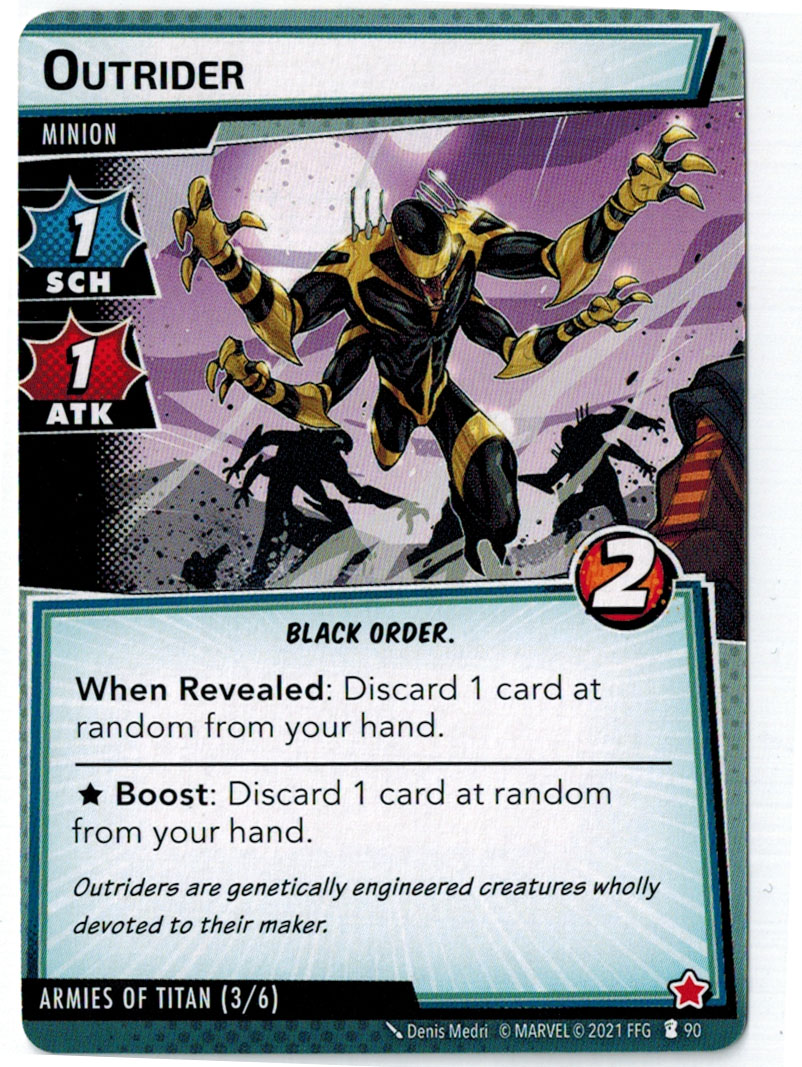 OUTRIDER
MINION
1
SCH
1
ATK
2
BLACK ORDER.
When Revealed: Discard 1 card at
random from your hand.
★ Boost: Discard 1 card at random
from your hand.
Outriders are genetically engineered creatures wholly
devoted to their maker.
ARMIES OF TITAN (3/6)
Denis Medri © MARVEL © 2021 FFG 90